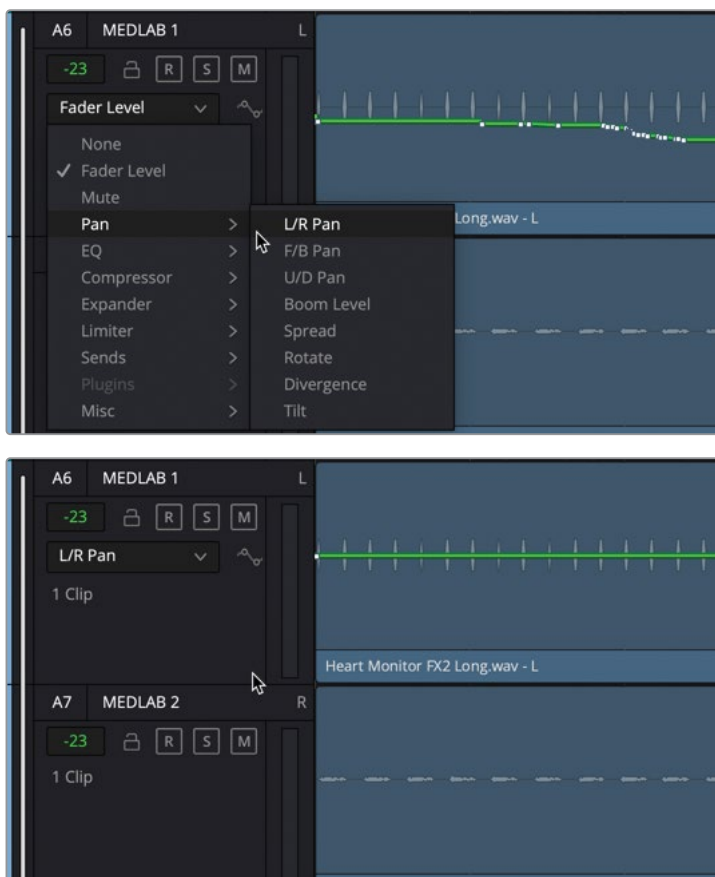 A6 MEDLAB 1 L
-23 R S M
Fader Level
None
✓ Fader Level
Mute
Pan > L/R Pan
Long.wav - L
EQ > F/B Pan
Compressor > U/D Pan
Expander > Boom Level
Limiter > Spread
Sends > Rotate
Plugins > Divergence
Misc > Tilt
A6 MEDLAB 1 L
-23 R S M
L/R Pan
1 Clip
Heart Monitor FX2 Long.wav - L
A7 MEDLAB 2 R
-23 R S M
1 Clip